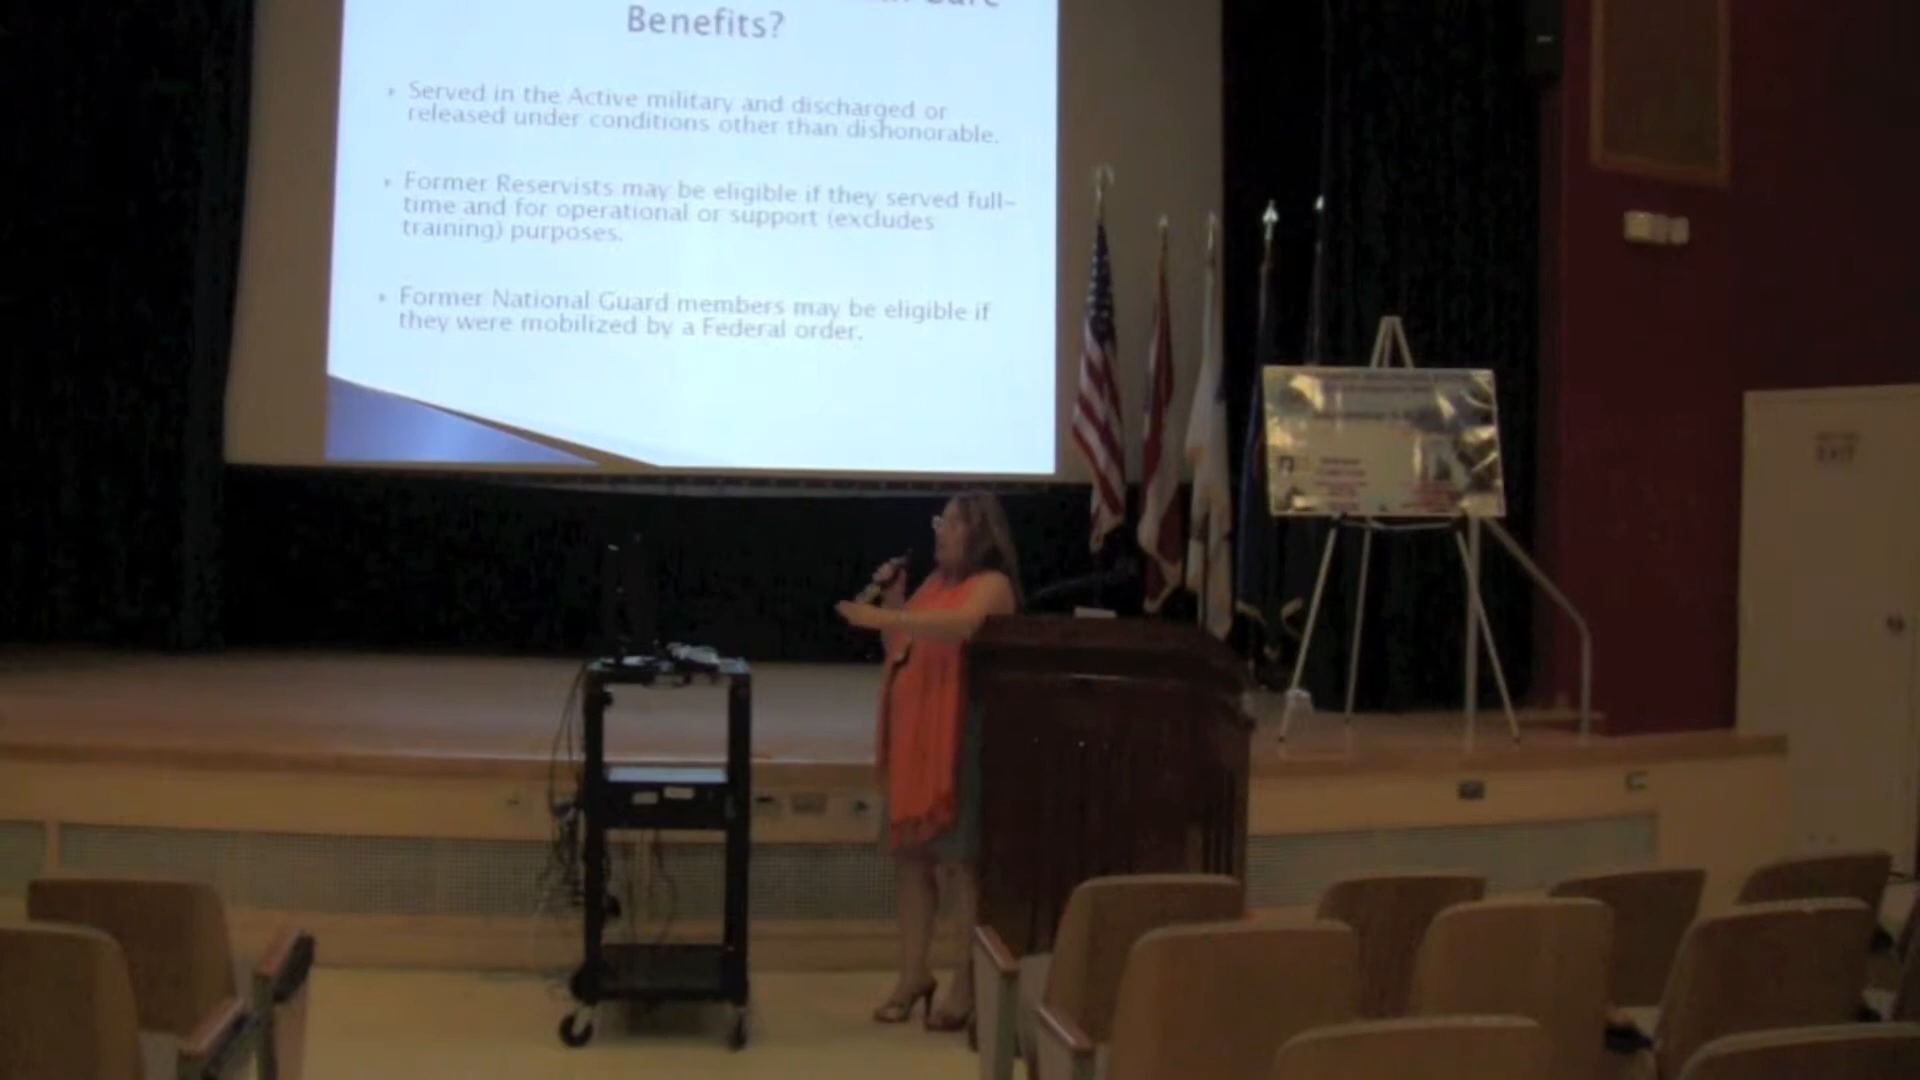 Care
Benefits?
Served in the Active military and discharged or
released under conditions other than dishonorable.
Former Reservists may be eligible if they served full-
time and for operational or support (excludes
training) purposes.
Former National Guard members may be eligible if
they were mobilized by a Federal order.
EXIT